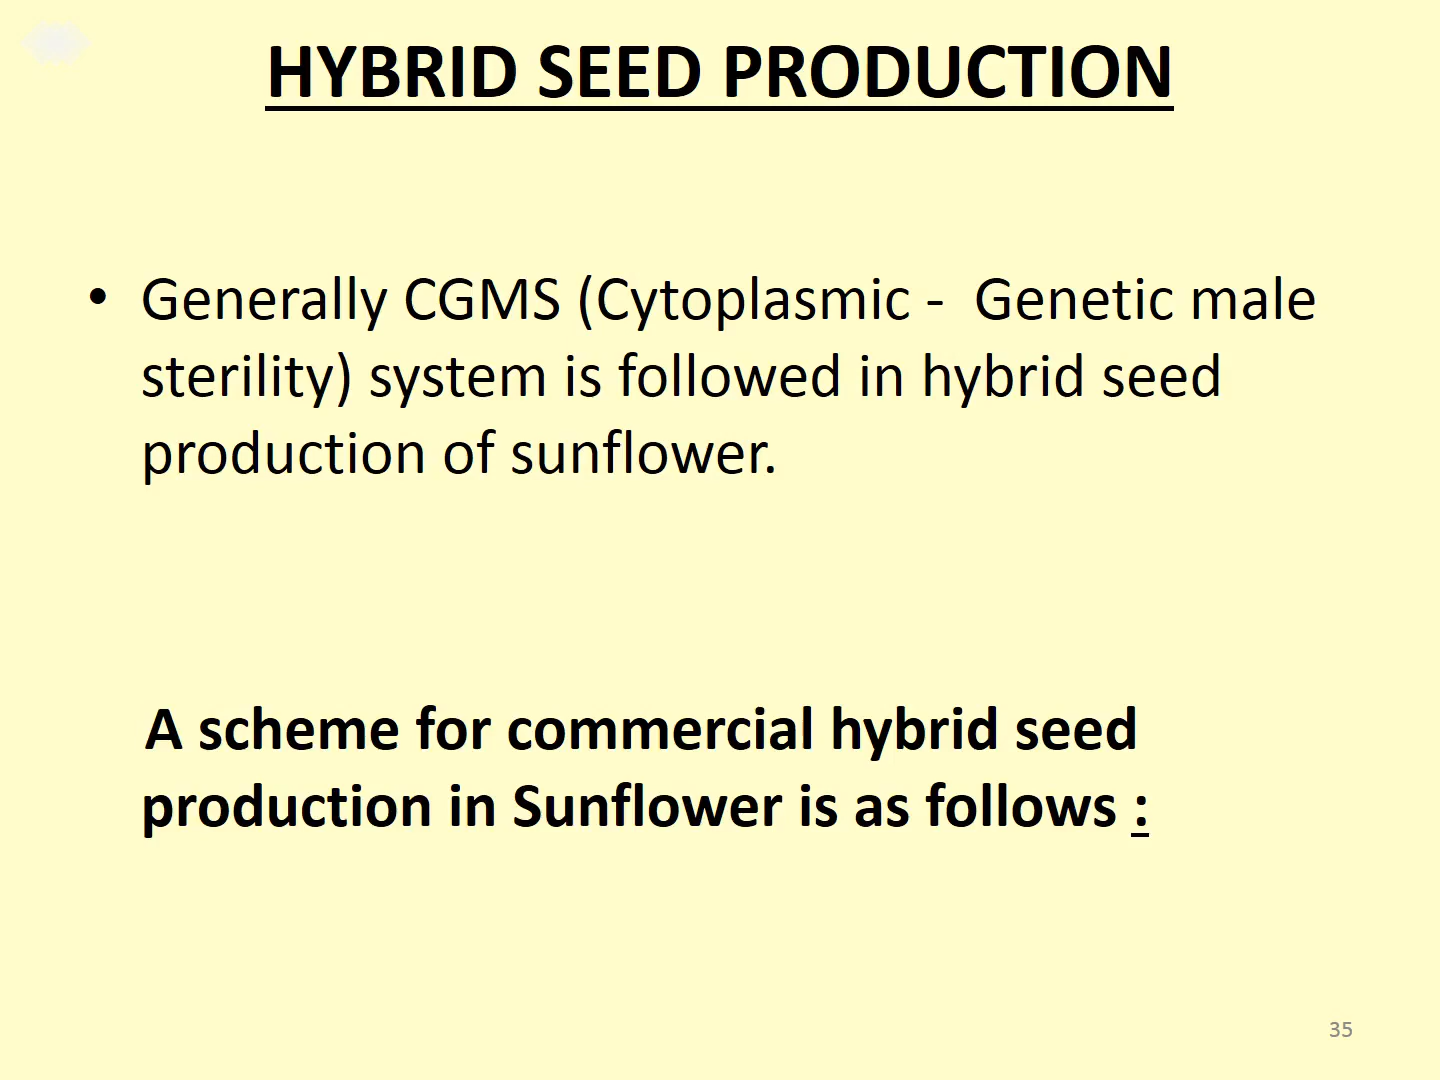 HYBRID SEED PRODUCTION
• Generally CGMS (Cytoplasmic -  Genetic male
sterility) system is followed in hybrid seed
production of sunflower.
A scheme for commercial hybrid seed
production in Sunflower is as follows :
35